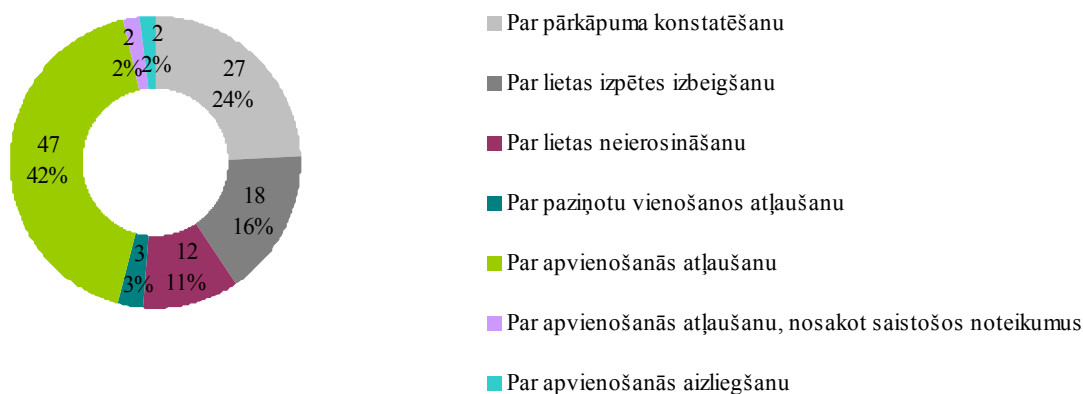 2
2%
2
2%
27
24%
47
42%
18
16%
3
3%
12
11%
Par pārkāpuma konstatēšanu
Par lietas izpētes izbeigšanu
Par lietas neierosināšanu
Par paziņotu vienošanos atļaušanu
Par apvienošanās atļaušanu
Par apvienošanās atļaušanu, nosakot saistošos noteikumus
Par apvienošanās aizliegšanu